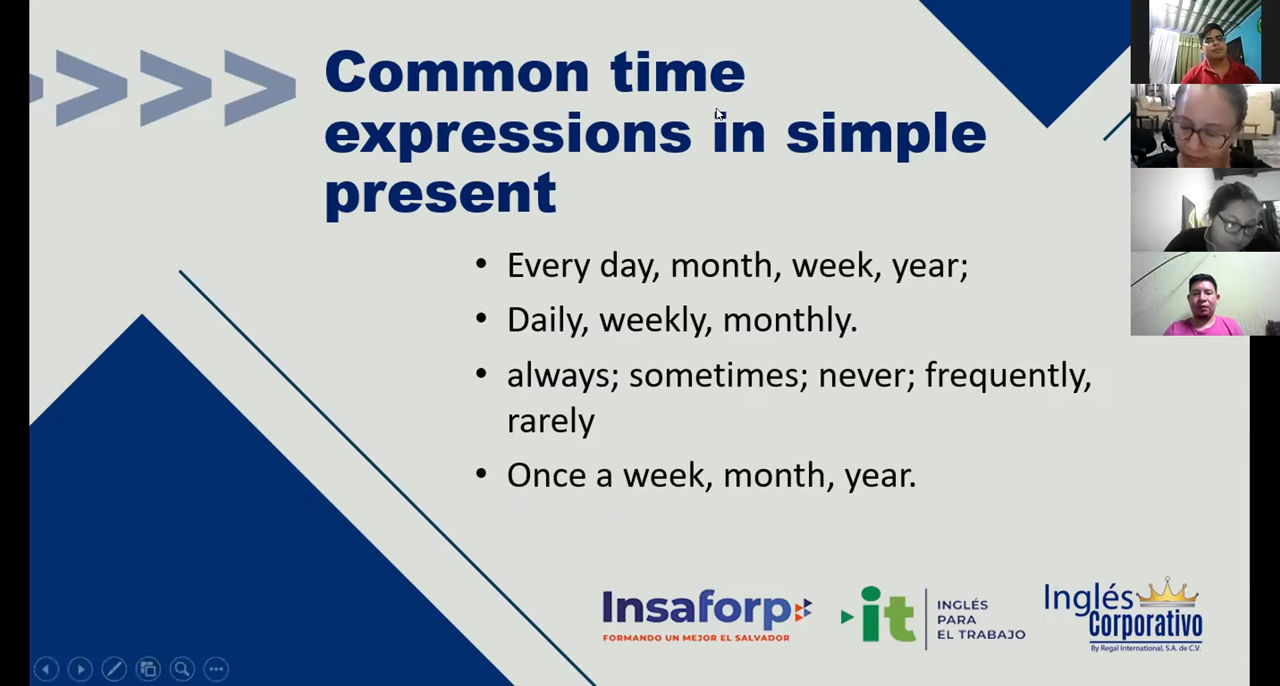 Common time
expressions in simple
present
• Every day, month, week, year;
• Daily, weekly, monthly.
• always; sometimes; never; frequently,
rarely
• Once a week, month, year.
Insaforp
FORMANDO UN MEJOR EL SALVADOR
it
INGLÉS
PARA
EL TRABAJO
Inglés
Corporativo
By Regal International, S.A. de C.V.